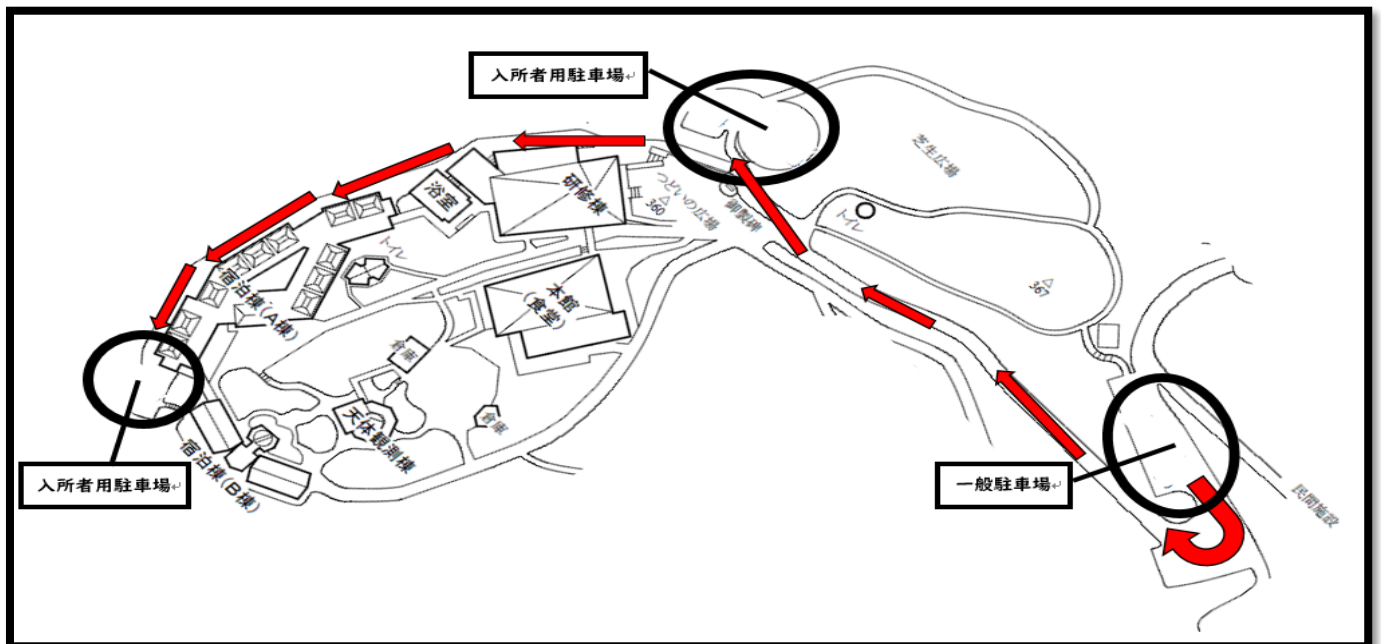 入所者用駐車場
芝生広場
浴室
研修棟
つどいの広場
360
御製碑
トイレ
トイレ
367
宿泊棟(A棟)
本館
(食堂)
倉庫
天体観測棟
倉庫
宿泊棟(B棟)
入所者用駐車場
一般駐車場
民間施設